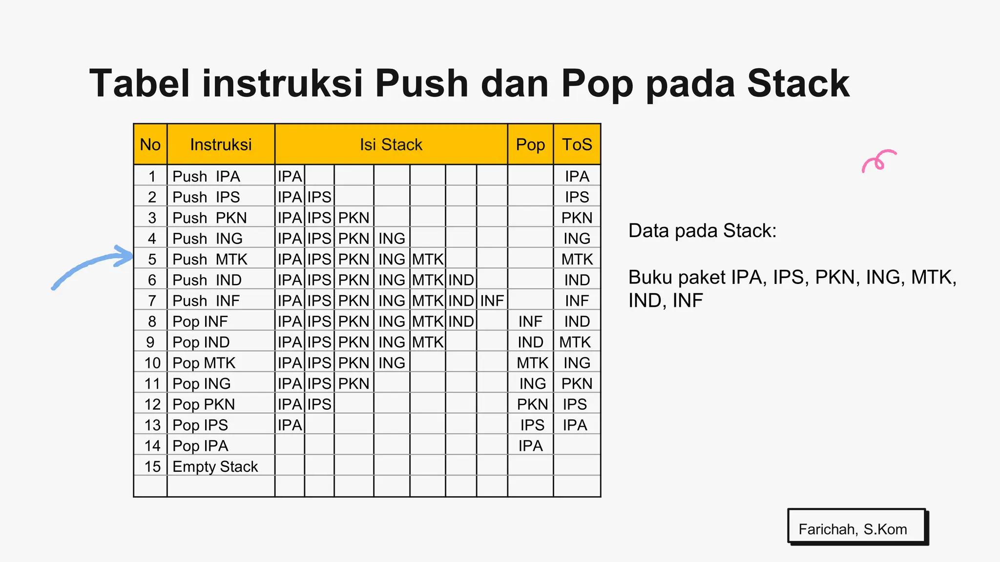 Tabel instruksi Push dan Pop pada Stack
No Instruksi Isi Stack Pop ToS
1 Push IPA IPA IPA
2 Push IPS IPA IPS IPS
3 Push PKN IPA IPS PKN PKN
4 Push ING IPA IPS PKN ING ING
5 Push MTK IPA IPS PKN ING MTK MTK
6 Push IND IPA IPS PKN ING MTK IND IND
7 Push INF IPA IPS PKN ING MTK IND INF INF
8 Pop INF IPA IPS PKN ING MTK IND INF IND
9 Pop IND IPA IPS PKN ING MTK IND MTK
10 Pop MTK IPA IPS PKN ING MTK ING
11 Pop ING IPA IPS PKN ING PKN
12 Pop PKN IPA IPS PKN IPS
13 Pop IPS IPA IPS IPA
14 Pop IPA IPA
15 Empty Stack
Data pada Stack:
Buku paket IPA, IPS, PKN, ING, MTK,
IND, INF
Farichah, S.Kom